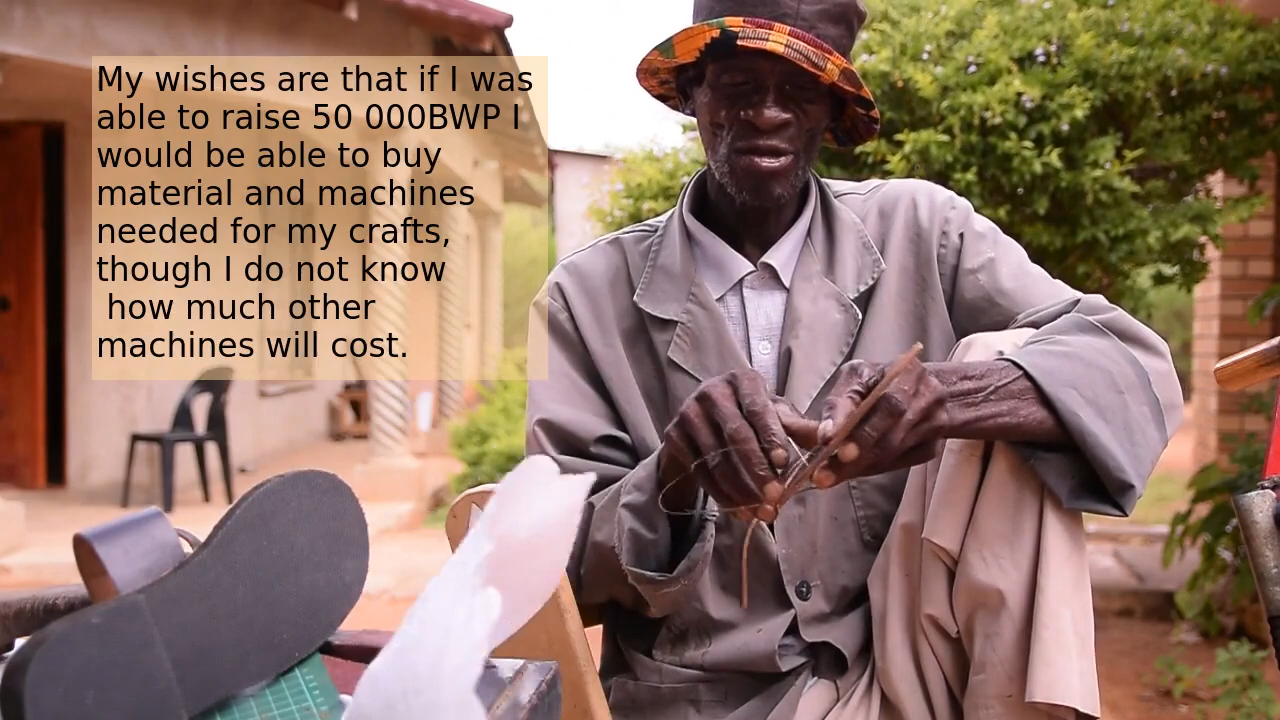 My wishes are that if I was
able to raise 50 000BWP I
would be able to buy
material and machines
needed for my crafts,
though I do not know
how much other
machines will cost.